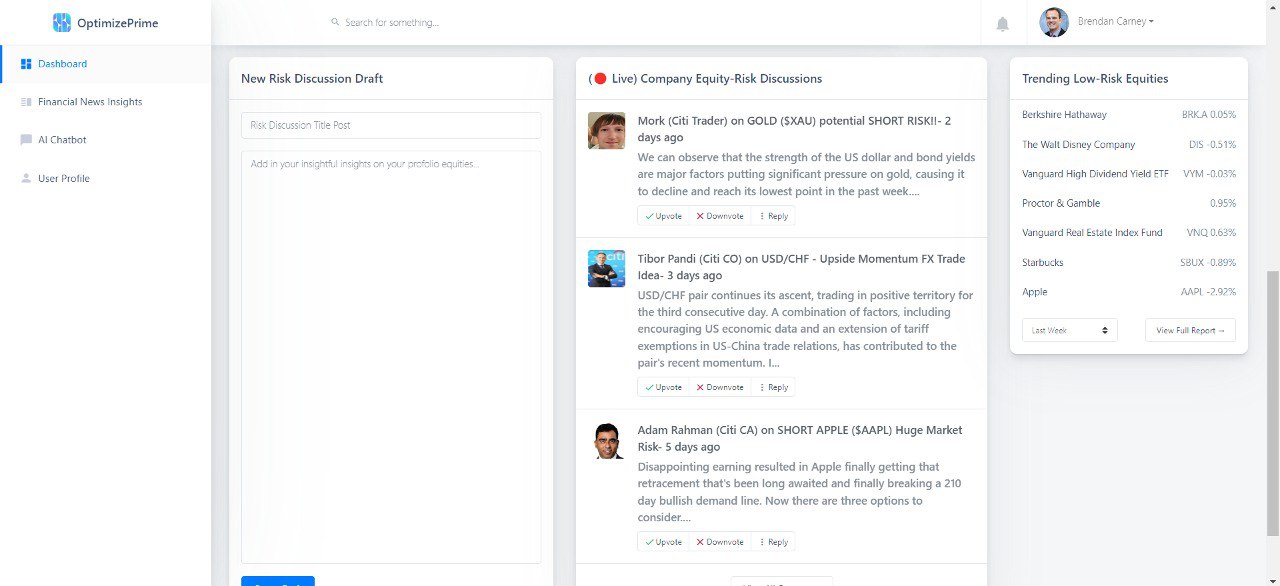 OptimizePrime
Search for something...
Brendan Carney
Dashboard
Financial News Insights
AI Chatbot
User Profile
New Risk Discussion Draft
Risk Discussion Title Post
Add in your insightful insights on your profolio equities...
( Live) Company Equity-Risk Discussions
Mork (Citi Trader) on GOLD ($XAU) potential SHORT RISK!!- 2
days ago
We can observe that the strength of the US dollar and bond yields
are major factors putting significant pressure on gold, causing it
to decline and reach its lowest point in the past week....
Upvote Downvote Reply
citi
Tibor Pandi (Citi CO) on USD/CHF - Upside Momentum FX Trade
Idea- 3 days ago
USD/CHF pair continues its ascent, trading in positive territory for
the third consecutive day. A combination of factors, including
encouraging US economic data and an extension of tariff
exemptions in US-China trade relations, has contributed to the
pair's recent momentum. I...
Upvote Downvote Reply
Adam Rahman (Citi CA) on SHORT APPLE ($AAPL) Huge Market
Risk- 5 days ago
Disappointing earning resulted in Apple finally getting that
retracement that's been long awaited and finally breaking a 210
day bullish demand line. Now there are three options to
consider....
Upvote Downvote Reply
Trending Low-Risk Equities
Berkshire Hathaway BRK.A 0.05%
The Walt Disney Company DIS -0.51%
Vanguard High Dividend Yield ETF VYM -0.03%
Proctor & Gamble 0.95%
Vanguard Real Estate Index Fund VNQ 0.63%
Starbucks SBUX -0.89%
Apple AAPL -2.92%
Last Week
View Full Report →